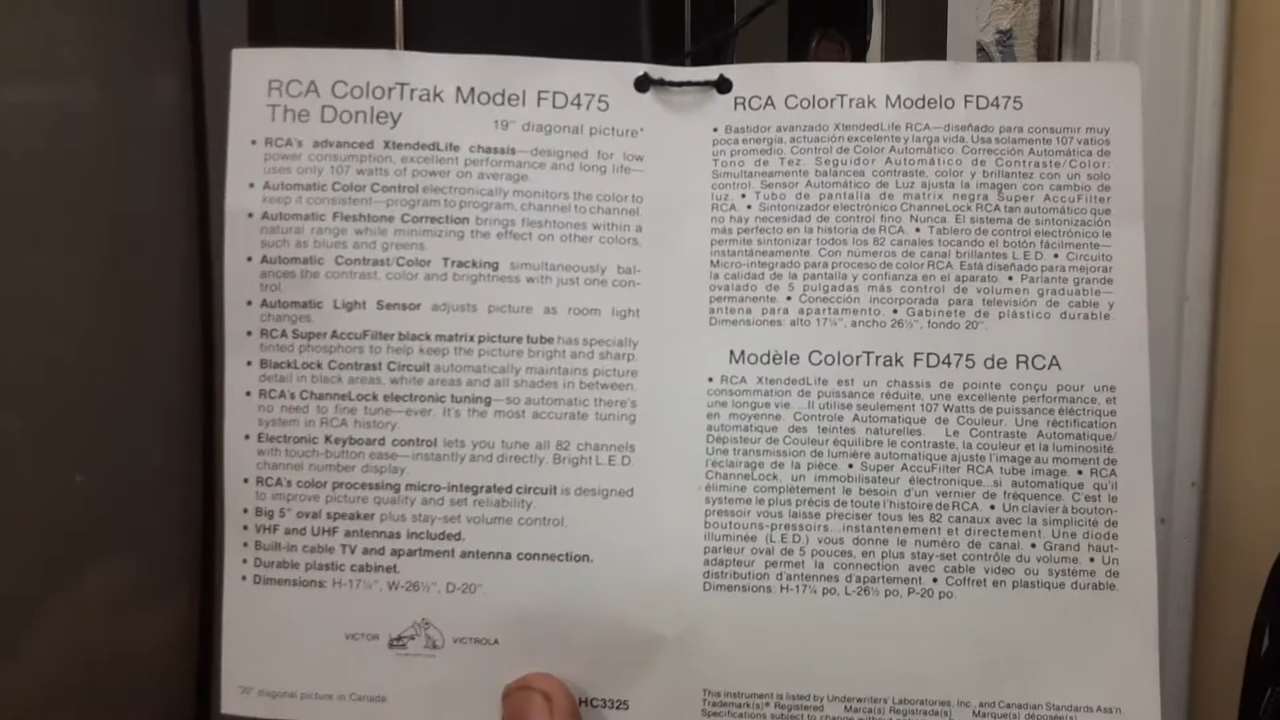 RCA ColorTrak Model FD475
The Donley
19" diagonal picture*
• RCA's advanced XtendedLife chassis—designed for low
power consumption, excellent performance and long life—
uses only 107 watts of power on average.
• Automatic Color Control electronically monitors the color to
keep it consistent—program to program, channel to channel.
• Automatic Fleshtone Correction brings fleshtones within a
natural range while minimizing the effect on other colors,
such as blues and greens.
• Automatic Contrast/Color Tracking simultaneously bal-
ances the contrast, color and brightness with just one con-
trol.
• Automatic Light Sensor adjusts picture as room light
changes.
• RCA Super AccuFilter black matrix picture tube has specially
tinted phosphors to help keep the picture bright and sharp.
• BlackLock Contrast Circuit automatically maintains picture
detail in black areas, white areas and all shades in between.
• RCA's ChanneLock electronic tuning—so automatic there's
no need to fine tune—ever. It's the most accurate tuning
system in RCA history.
• Electronic Keyboard control lets you tune all 82 channels
with touch-button ease—instantly and directly. Bright L.E.D.
channel number display.
• RCA's color processing micro-integrated circuit is designed
to improve picture quality and set reliability.
• Big 5" oval speaker plus stay-set volume control.
• VHF and UHF antennas included.
• Built-in cable TV and apartment antenna connection.
• Durable plastic cabinet.
• Dimensions: H-17¼", W-26½", D-20".
VICTOR VICTROLA
*20" diagonal picture in Canada
HC3325
RCA ColorTrak Modelo FD475
• Bastidor avanzado XtendedLife RCA—diseñado para consumir muy
poca energía, actuación excelente y larga vida. Usa solamente 107 vatios
un promedio. Control de Color Automático. Corrección Automática de
Tono de Tez. Seguidor Automático de Contraste/Color:
Simultaneamente balancea contraste, color y brillantez con un solo
control. Sensor Automático de Luz ajusta la imagen con cambio de
luz. • Tubo de pantalla de matrix negra Super AccuFilter
RCA. • Sintonizador electrónico ChanneLock RCA tan automático que
no hay necesidad de control fino. Nunca. El sistema de sintonización
más perfecto en la historia de RCA. • Tablero de control electrónico le
permite sintonizar todos los 82 canales tocando el botón fácilmente—
instantáneamente. Con números de canal brillantes L.E.D. • Circuito
Micro-integrado para proceso de color RCA. Está diseñado para mejorar
la calidad de la pantalla y confianza en el aparato. • Parlante grande
ovalado de 5 pulgadas más control de volumen graduable—
permanente. • Conección incorporada para televisión de cable y
antena para apartamento. • Gabinete de plástico durable.
Dimensiones: alto 17¼", ancho 26½", fondo 20".
Modèle ColorTrak FD475 de RCA
• RCA XtendedLife est un chassis de pointe conçu pour une
consommation de puissance réduite, une excellente performance, et
une longue vie ...Il utilise seulement 107 Watts de puissance éléctrique
en moyenne. Controle Automatique de Couleur. Une réctification
automatique des teintes naturelles. Le Contraste Automatique/
Dépisteur de Couleur équilibre le contraste, la couleur et la luminosité.
Une transmission de lumière automatique ajuste l'image au moment de
l'éclairage de la pièce. • Super AccuFilter RCA tube image. • RCA
ChanneLock, un immobilisateur électronique...si automatique qu'il
élimine complètement le besoin d'un vernier de fréquence. C'est le
systeme le plus précis de toute l'histoire de RCA. • Un clavier à bouton-
pressoir vous laisse preciser tous les 82 canaux avec la simplicité de
boutouns-pressoirs...instantement et directement. Une diode
illuminée (L.E.D.) vous donne le numéro de canal. • Grand haut-
parleur oval de 5 pouces, en plus stay-set contrôle du volume. • Un
adapteur permet la connection avec cable video ou système de
distribution d'antennes d'apartement. • Coffret en plastique durable.
Dimensions: H-17¼ po, L-26½ po, P-20 po.
This instrument is listed by Underwriters' Laboratories, Inc., and Canadian Standards Ass'n.
Trademark(s)® Registered Marca(s) Registrada(s) Marque(s) déposée(s)
Specifications subject to change without